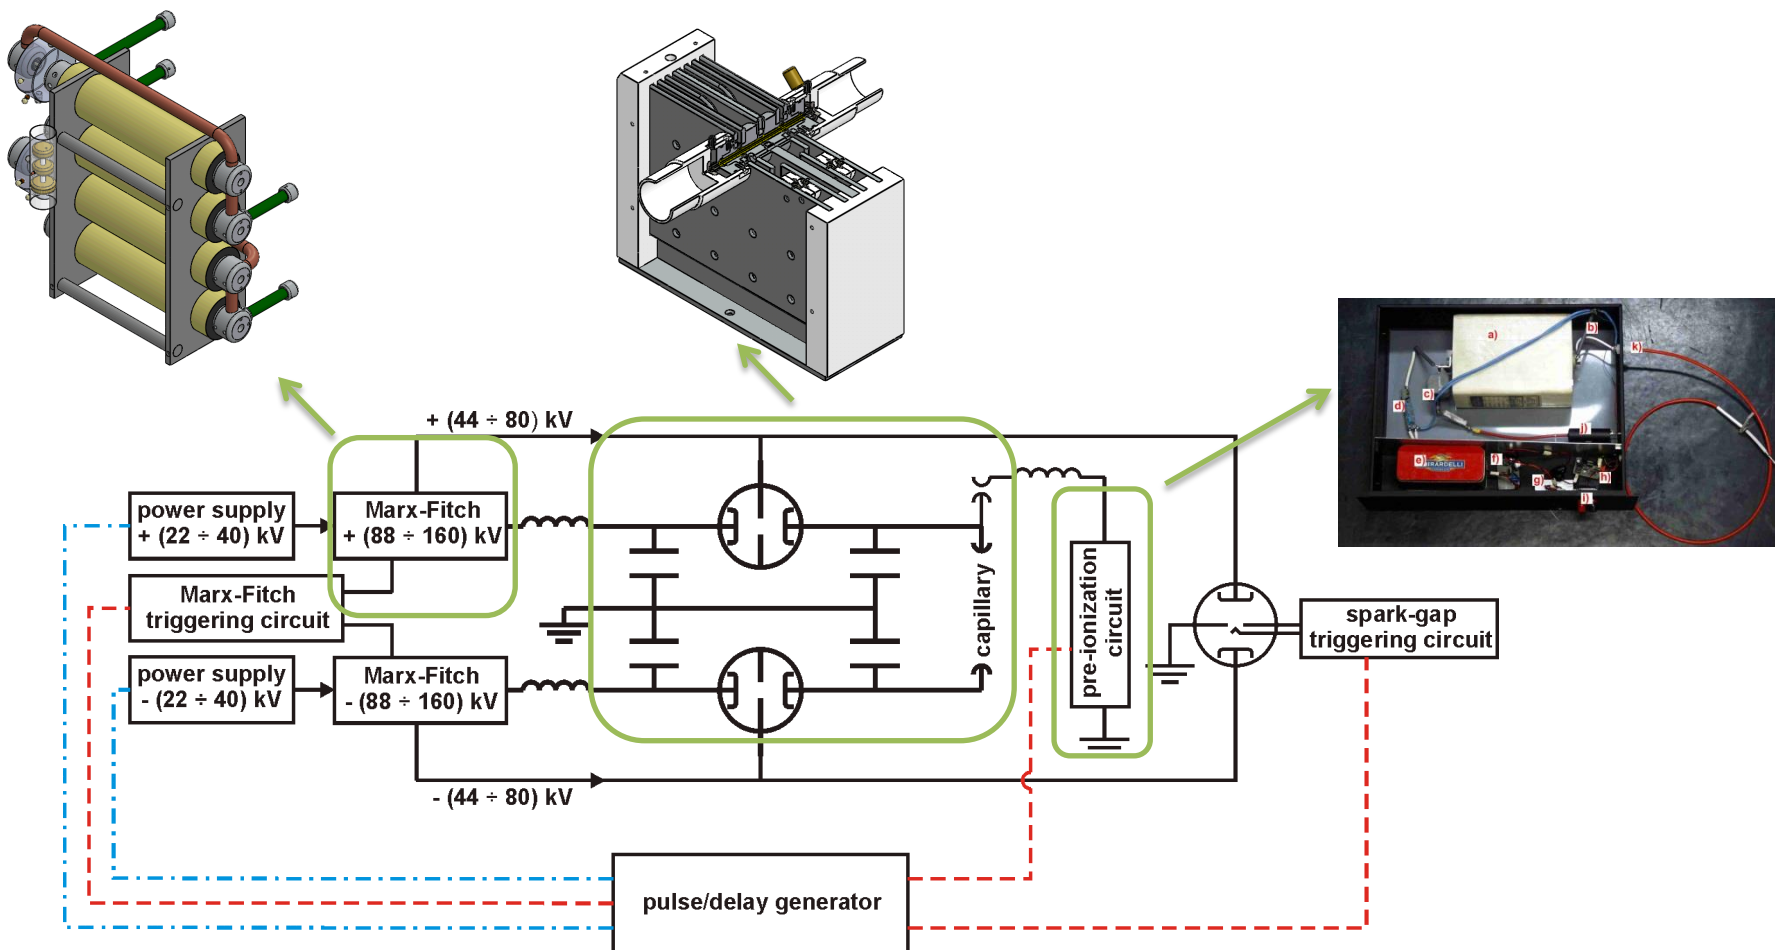 a)
b)
k)
c)
d)
j)
e)
GHIRARDELLI
f)
g)
h)
i)
+ (44 ÷ 80) kV
power supply
+ (22 ÷ 40) kV
Marx-Fitch
+ (88 ÷ 160) kV
Marx-Fitch
triggering circuit
power supply
- (22 ÷ 40) kV
Marx-Fitch
- (88 ÷ 160) kV
- (44 ÷ 80) kV
capillary
pre-ionization
circuit
spark-gap
triggering circuit
pulse/delay generator